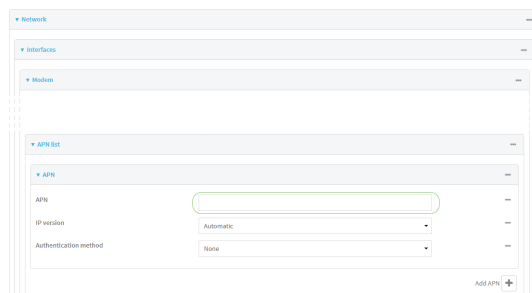 Network
Interfaces
Modem
APN list
APN
APN
IP version
Automatic
Authentication method
None
Add APN